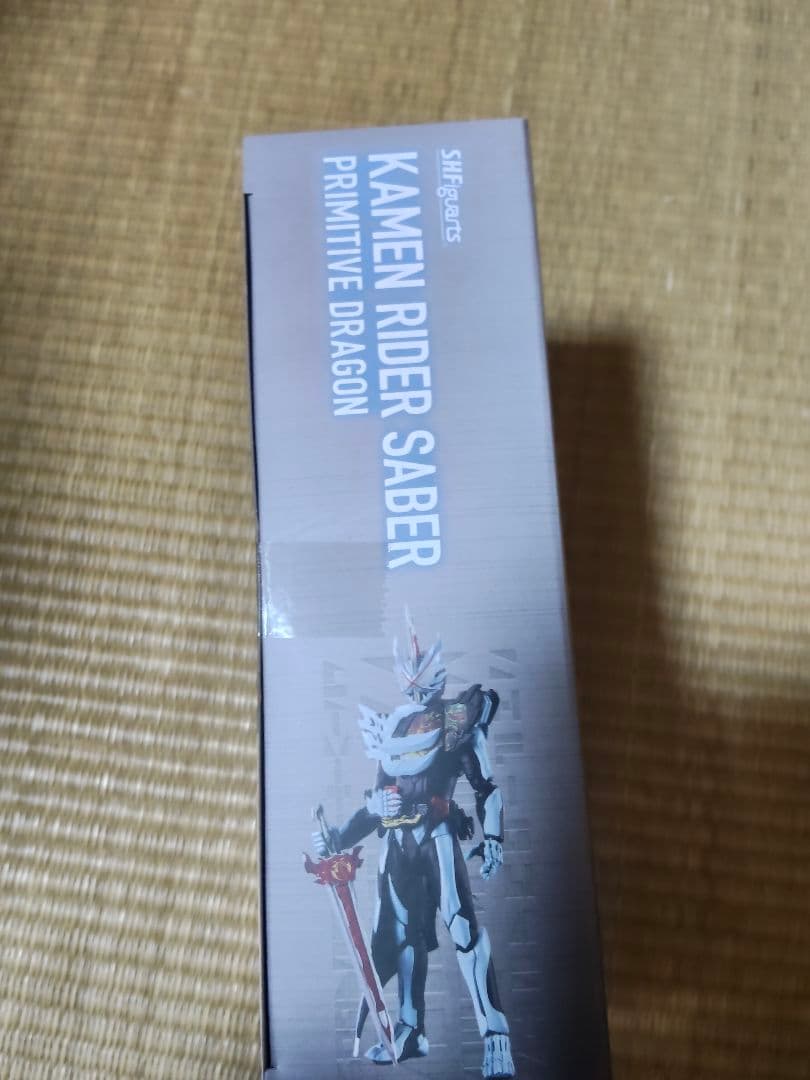 S.H.Figuarts
KAMEN RIDER SABER
PRIMITIVE DRAGON